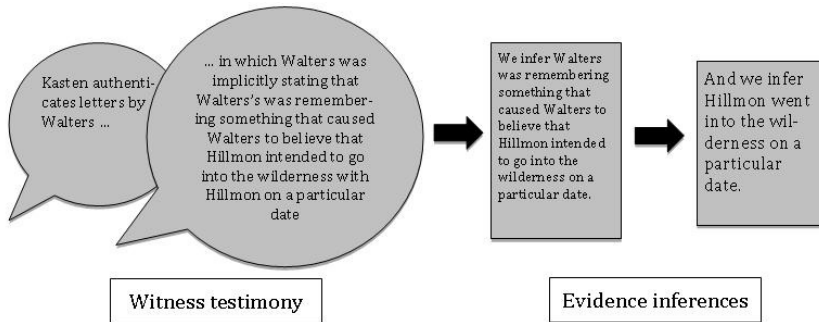 Kasten authenti-
cates letters by
Walters ...
... in which Walters was
implicitly stating that
Walters's was remember-
ing something that caused
Walters to believe that
Hillmon intended to go
into the wilderness with
Hillmon on a particular
date
We infer Walters
was remembering
something that
caused Walters to
believe that
Hillmon intended
to go into the
wilderness on a
particular date.
And we infer
Hillmon went
into the wil-
derness on a
particular
date.
Witness testimony
Evidence inferences